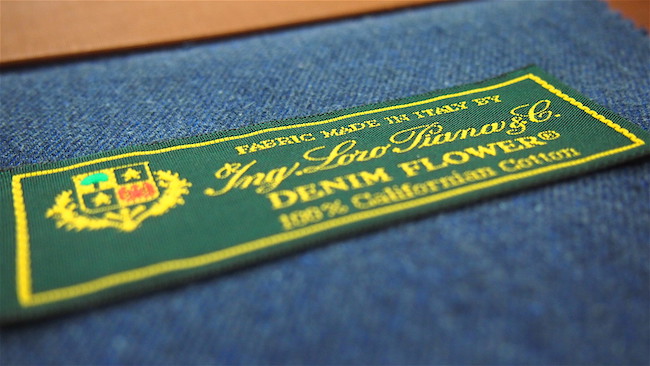 FABRIC MADE IN ITALY BY
Ing. Loro Piana & C.
DENIM FLOWER®
100% Californian Cotton